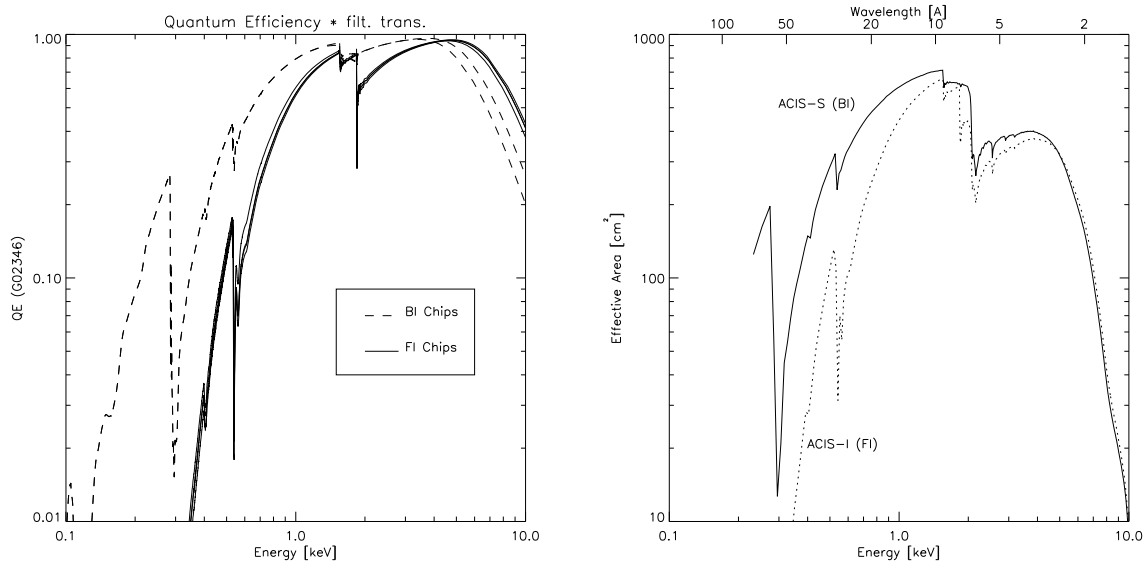 Quantum Efficiency * filt. trans.
1.00
0.10
0.01
QE (G02346)
BI Chips
FI Chips
0.1
1.0
10.0
Energy [keV]
Wavelength [A]
100
50
20
10
5
2
1000
100
10
Effective Area [cm²]
ACIS-S (BI)
ACIS-I (FI)
0.1
1.0
10.0
Energy [keV]